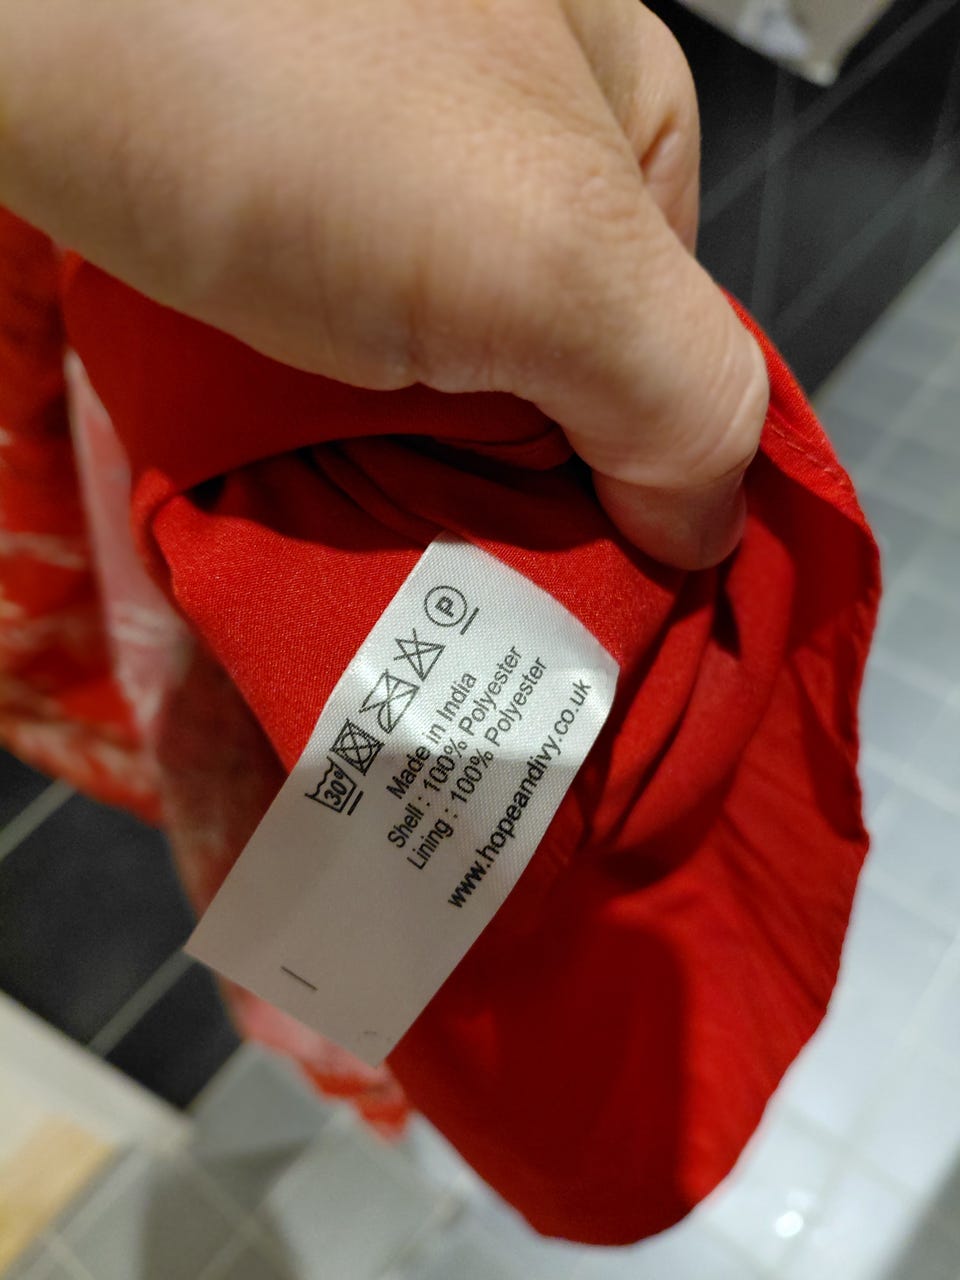 30°
P
Made in India
Shell : 100% Polyester
Lining : 100% Polyester
www.hopeandivy.co.uk